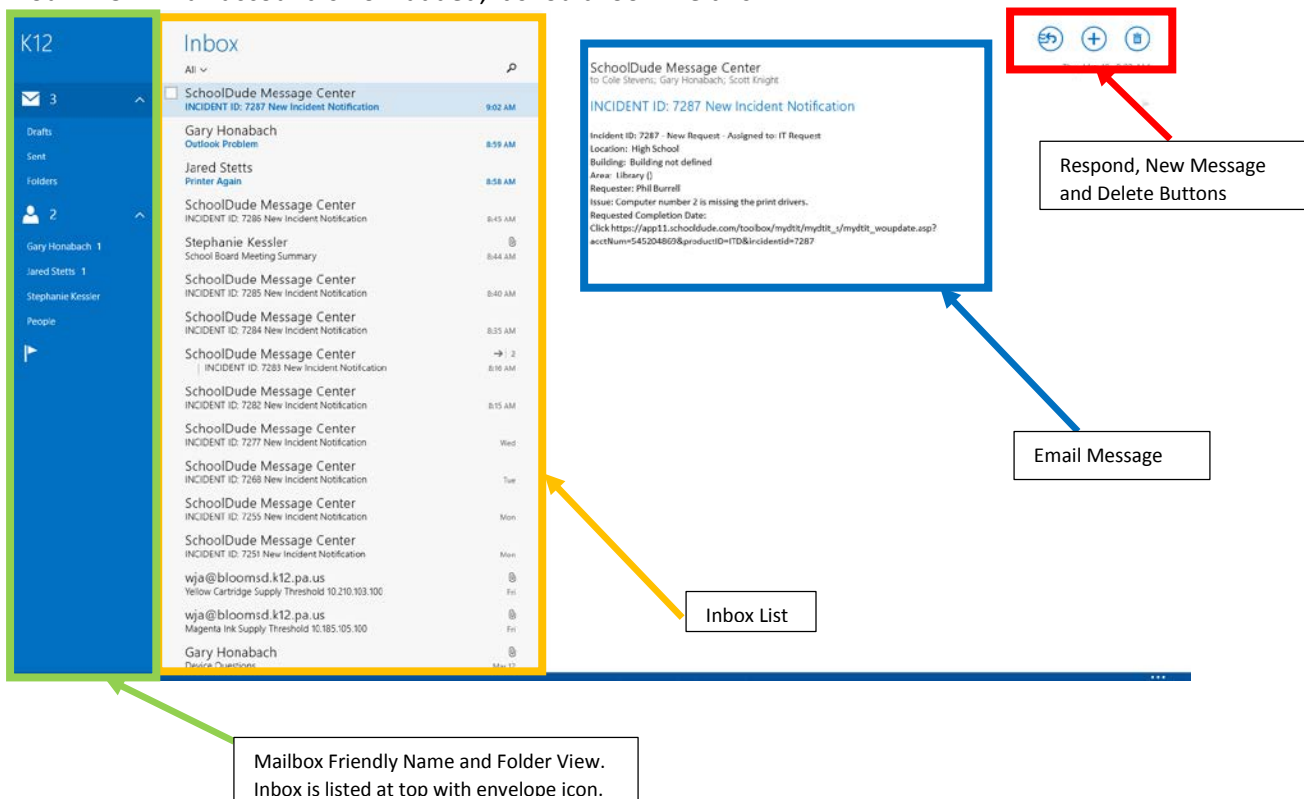 K12
3
Drafts
Sent
Folders
2
Gary Honabach 1
Jared Stetts 1
Stephanie Kessler
People
Inbox
All
SchoolDude Message Center
INCIDENT ID: 7287 New Incident Notification 9:02 AM
Gary Honabach
Outlook Problem 8:59 AM
Jared Stetts
Printer Again 8:58 AM
SchoolDude Message Center
INCIDENT ID: 7286 New Incident Notification 8:45 AM
Stephanie Kessler
School Board Meeting Summary 8:44 AM
SchoolDude Message Center
INCIDENT ID: 7285 New Incident Notification 8:40 AM
SchoolDude Message Center
INCIDENT ID: 7284 New Incident Notification 8:35 AM
SchoolDude Message Center 2
INCIDENT ID: 7283 New Incident Notification 8:16 AM
SchoolDude Message Center
INCIDENT ID: 7282 New Incident Notification 8:15 AM
SchoolDude Message Center
INCIDENT ID: 7277 New Incident Notification Wed
SchoolDude Message Center
INCIDENT ID: 7268 New Incident Notification Tue
SchoolDude Message Center
INCIDENT ID: 7255 New Incident Notification Mon
SchoolDude Message Center
INCIDENT ID: 7251 New Incident Notification Mon
wja@bloomsd.k12.pa.us
Yellow Cartridge Supply Threshold 10.210.103.100 Fri
wja@bloomsd.k12.pa.us
Magenta Ink Supply Threshold 10.185.105.100 Fri
Gary Honabach
Device Questions
SchoolDude Message Center
to Cole Stevens; Gary Honabach; Scott Knight
INCIDENT ID: 7287 New Incident Notification
Incident ID: 7287 - New Request - Assigned to: IT Request
Location: High School
Building: Building not defined
Area: Library ()
Requester: Phil Burrell
Issue: Computer number 2 is missing the print drivers.
Requested Completion Date:
Click https://app11.schooldude.com/toolbox/mydtit/mydtit_s/mydtit_woupdate.asp?
acctNum=545204869&productID=ITD&incidentid=7287
Respond, New Message
and Delete Buttons
Email Message
Inbox List
Mailbox Friendly Name and Folder View.
Inbox is listed at top with envelope icon.